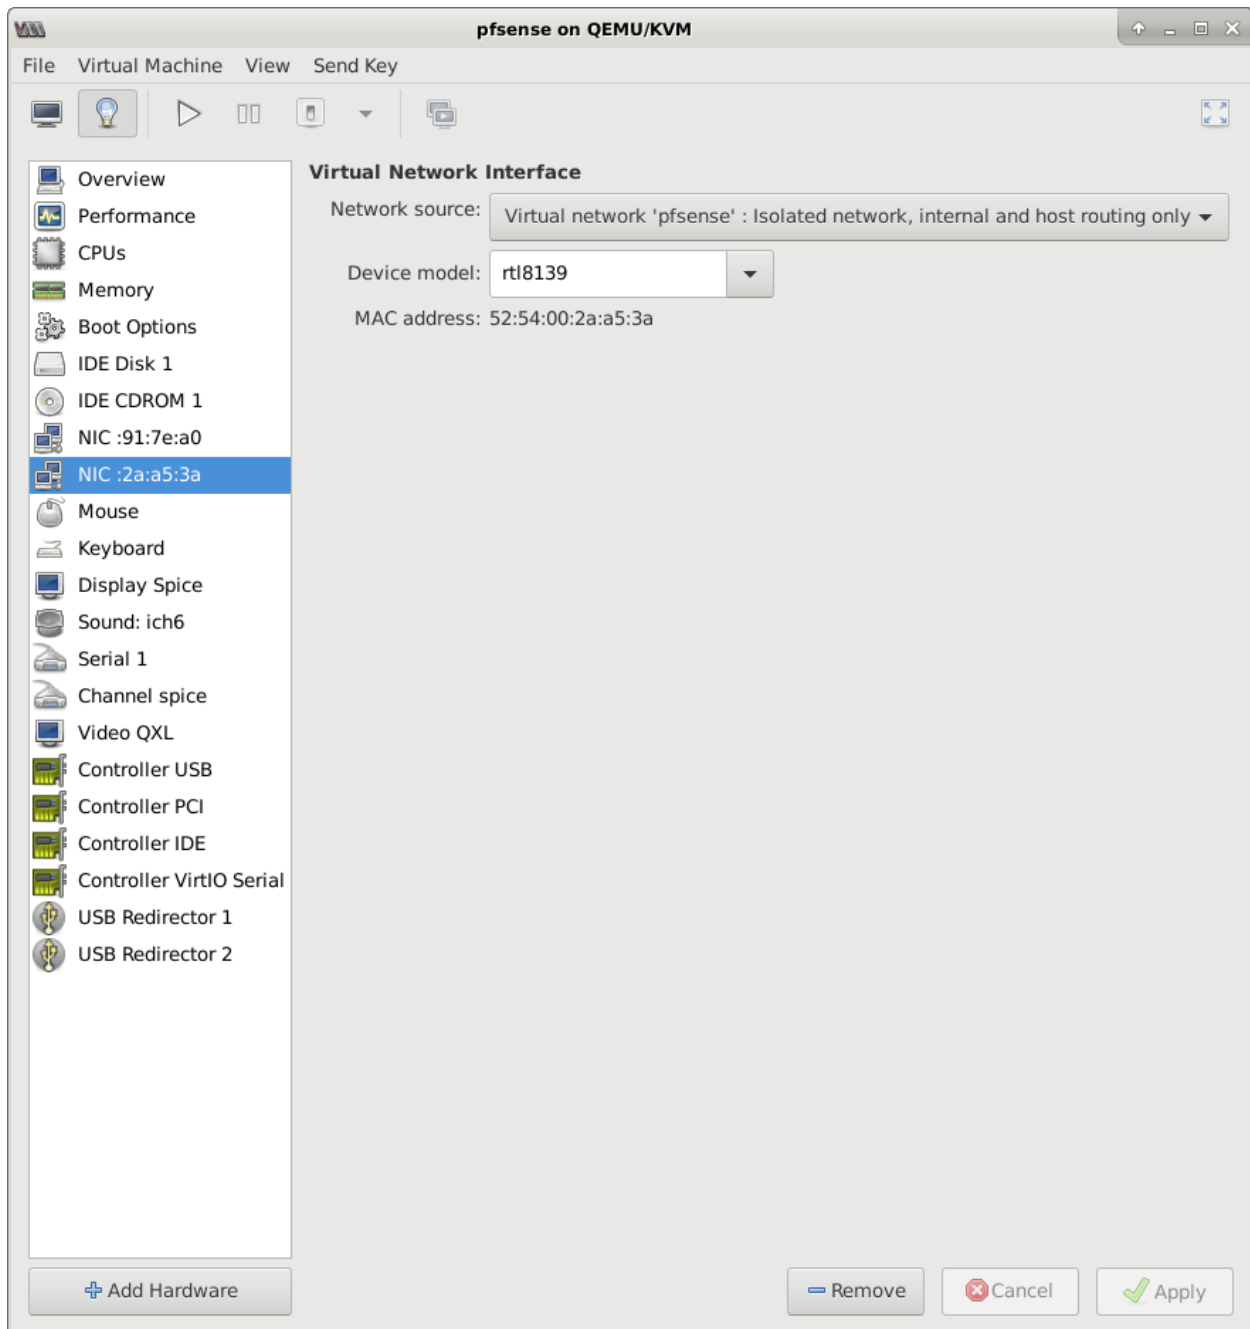 pfsense on QEMU/KVM
File Virtual Machine View Send Key
Overview
Performance
CPUs
Memory
Boot Options
IDE Disk 1
IDE CDROM 1
NIC :91:7e:a0
NIC :2a:a5:3a
Mouse
Keyboard
Display Spice
Sound: ich6
Serial 1
Channel spice
Video QXL
Controller USB
Controller PCI
Controller IDE
Controller VirtIO Serial
USB Redirector 1
USB Redirector 2
Virtual Network Interface
Network source: Virtual network 'pfsense' : Isolated network, internal and host routing only
Device model: rtl8139
MAC address: 52:54:00:2a:a5:3a
Add Hardware
Remove
Cancel
Apply